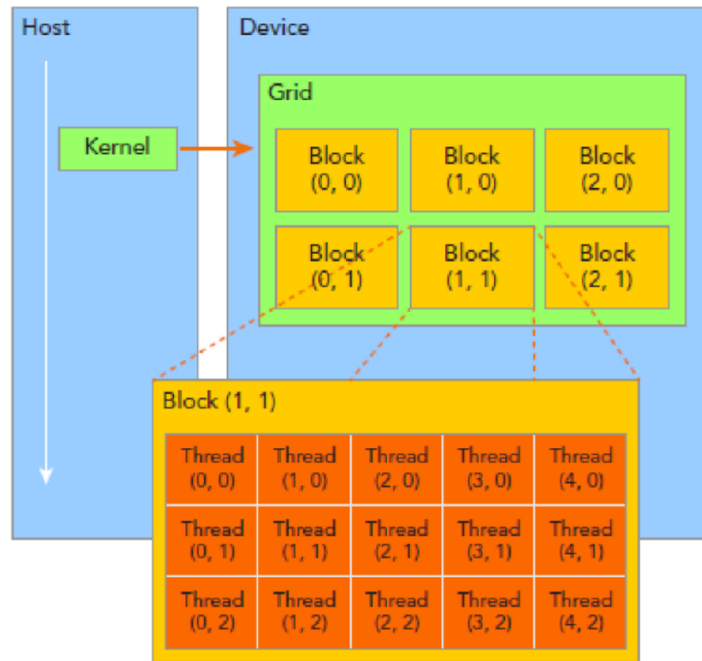 Host
Device
Grid
Kernel
Block
(0, 0)
Block
(1, 0)
Block
(2, 0)
Block
(0, 1)
Block
(1, 1)
Block
(2, 1)
Block (1, 1)
Thread
(0, 0)
Thread
(1, 0)
Thread
(2, 0)
Thread
(3, 0)
Thread
(4, 0)
Thread
(0, 1)
Thread
(1, 1)
Thread
(2, 1)
Thread
(3, 1)
Thread
(4, 1)
Thread
(0, 2)
Thread
(1, 2)
Thread
(2, 2)
Thread
(3, 2)
Thread
(4, 2)